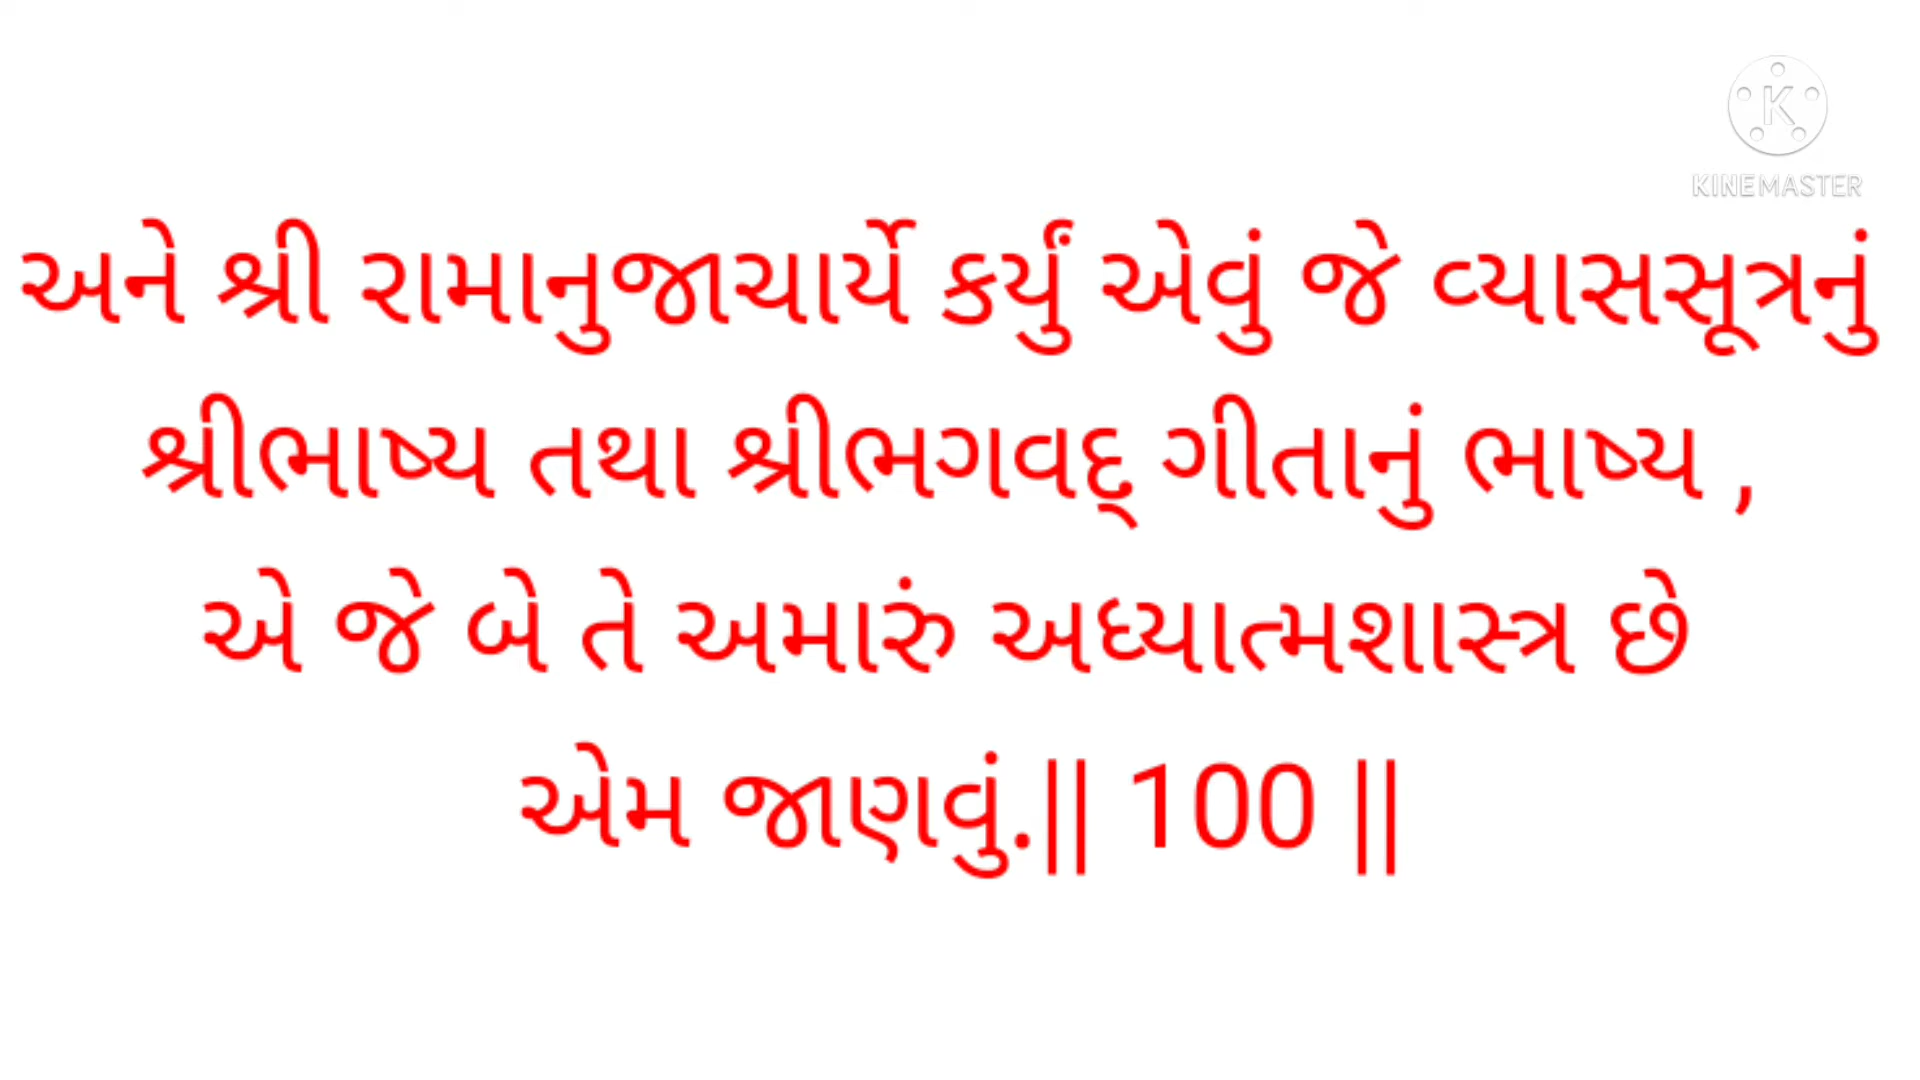 KINEMASTER
અને શ્રી રામાનુજાચાર્યે કર્યું એવું જે વ્યાસસૂત્રનું
શ્રીભાષ્ય તથા શ્રીભગવદ્ ગીતાનું ભાષ્ય ,
એ જે બે તે અમારું અધ્યાત્મશાસ્ત્ર છે
એમ જાણવું.|| 100 ||